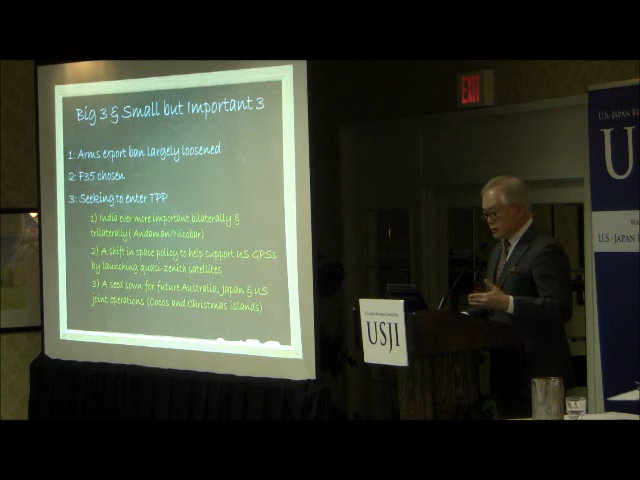 Big 3 & Small but Important 3
1: Arms export ban largely loosened
2: F35 chosen
3: Seeking to enter TPP
1) India ever more important bilaterally &
trilaterally( Andaman/Nicobar)
2) A shift in space policy to help support US GPSs
by launching quasi-zenith satellites
3) A seed sown for future Australia, Japan & US
joint operations (Cocos and Christmas islands)
EXIT
USJI
U.S.-JAPAN
U
U.S.-JAPAN